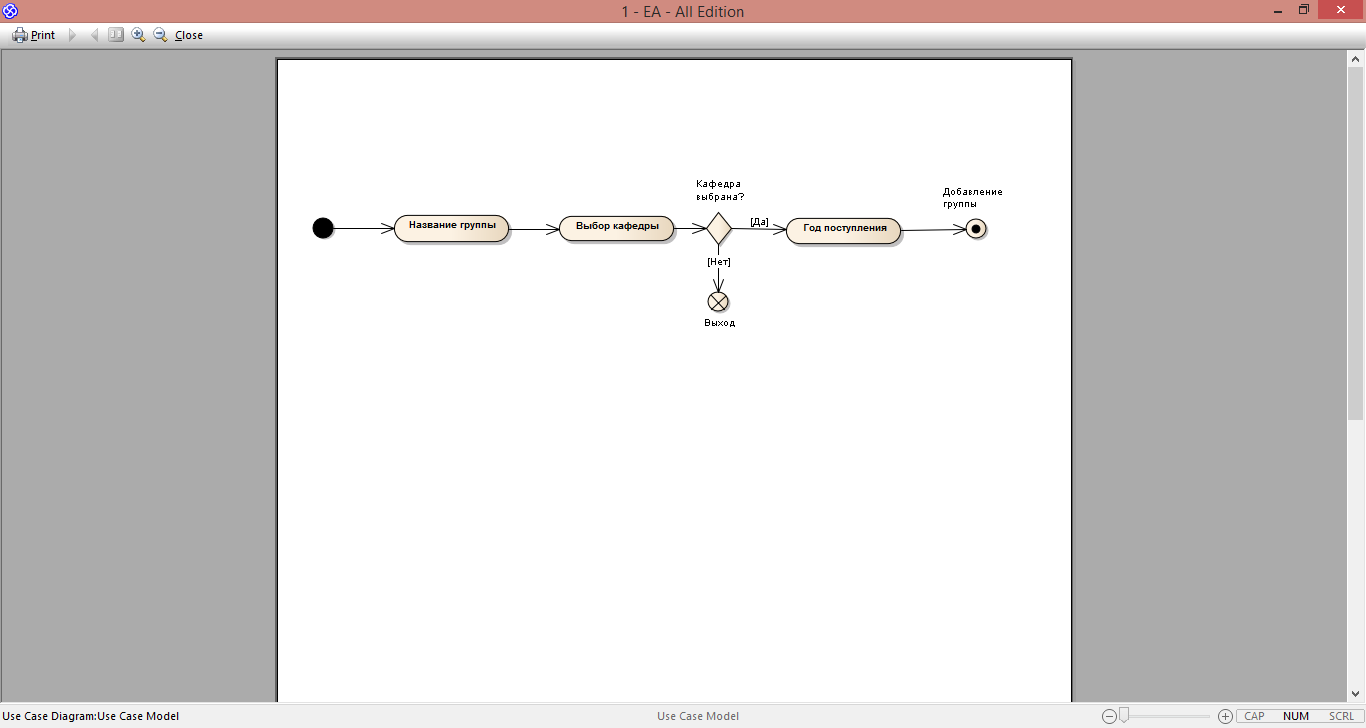 1 - EA - All Edition
Print
Close
Кафедра
выбрана?
Добавление
группы
Название группы
Выбор кафедры
[Да]
Год поступления
[Нет]
Выход
Use Case Diagram:Use Case Model
Use Case Model
CAP
NUM
SCRL